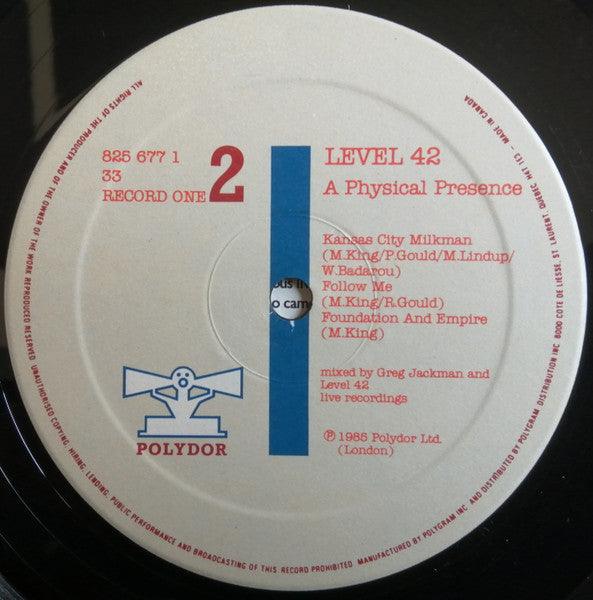 825 677 1
33
RECORD ONE
2
LEVEL 42
A Physical Presence
Kansas City Milkman
(M.King/P.Gould/M.Lindup/
W.Badarou)
Follow Me
(M.King/R.Gould)
Foundation And Empire
(M.King)
mixed by Greg Jackman and
Level 42
live recordings
℗ 1985 Polydor Ltd.
(London)
POLYDOR
ALL RIGHTS OF THE PRODUCER AND OF THE OWNER OF THE WORK REPRODUCED RESERVED. UNAUTHORISED COPYING, HIRING, LENDING, PUBLIC PERFORMANCE AND BROADCASTING OF THIS RECORD PROHIBITED. MANUFACTURED BY POLYGRAM INC. AND DISTRIBUTED BY POLYGRAM DISTRIBUTION INC. 8000 COTE DE LIESSE, ST. LAURENT, QUEBEC. H4T 1E3 - MADE IN CANADA